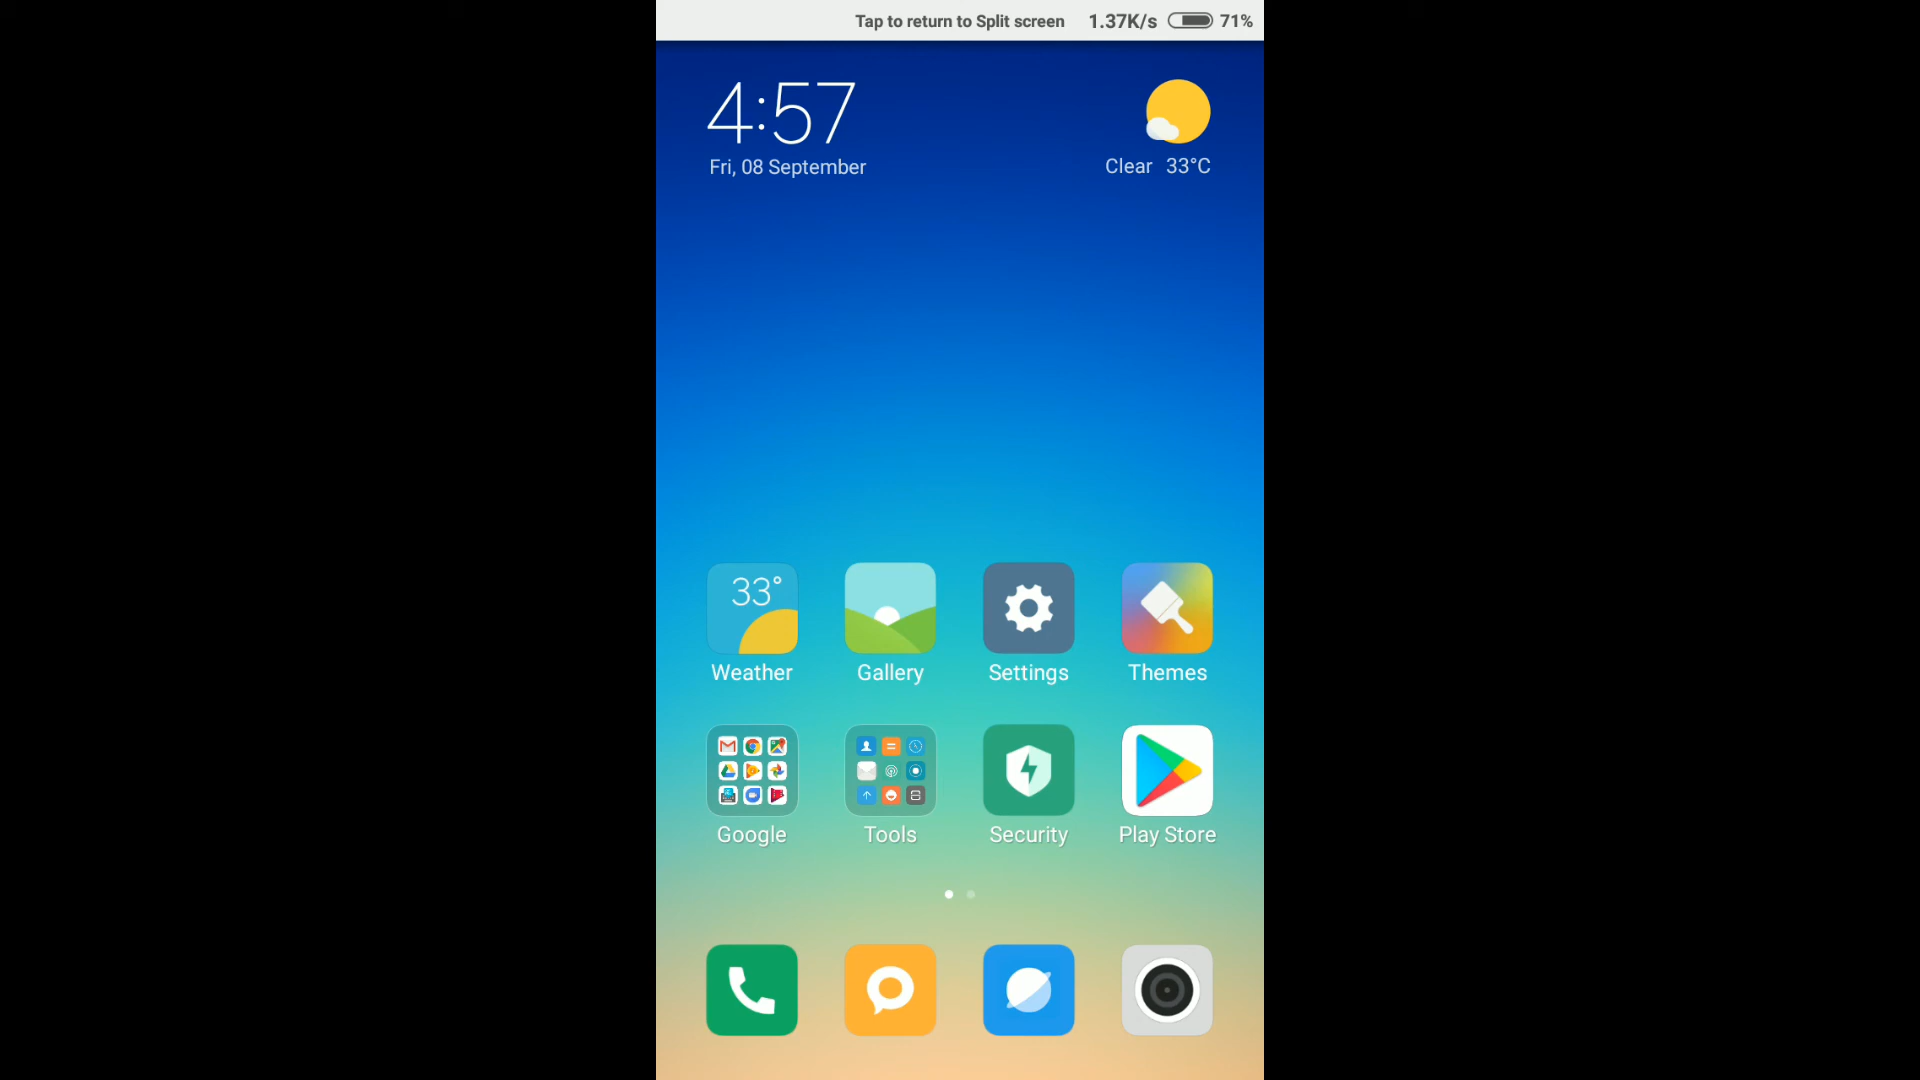 Tap to return to Split screen 1.37K/s 71%
4:57
Fri, 08 September
Clear 33°C
33°
Weather Gallery Settings Themes
Google Tools Security Play Store